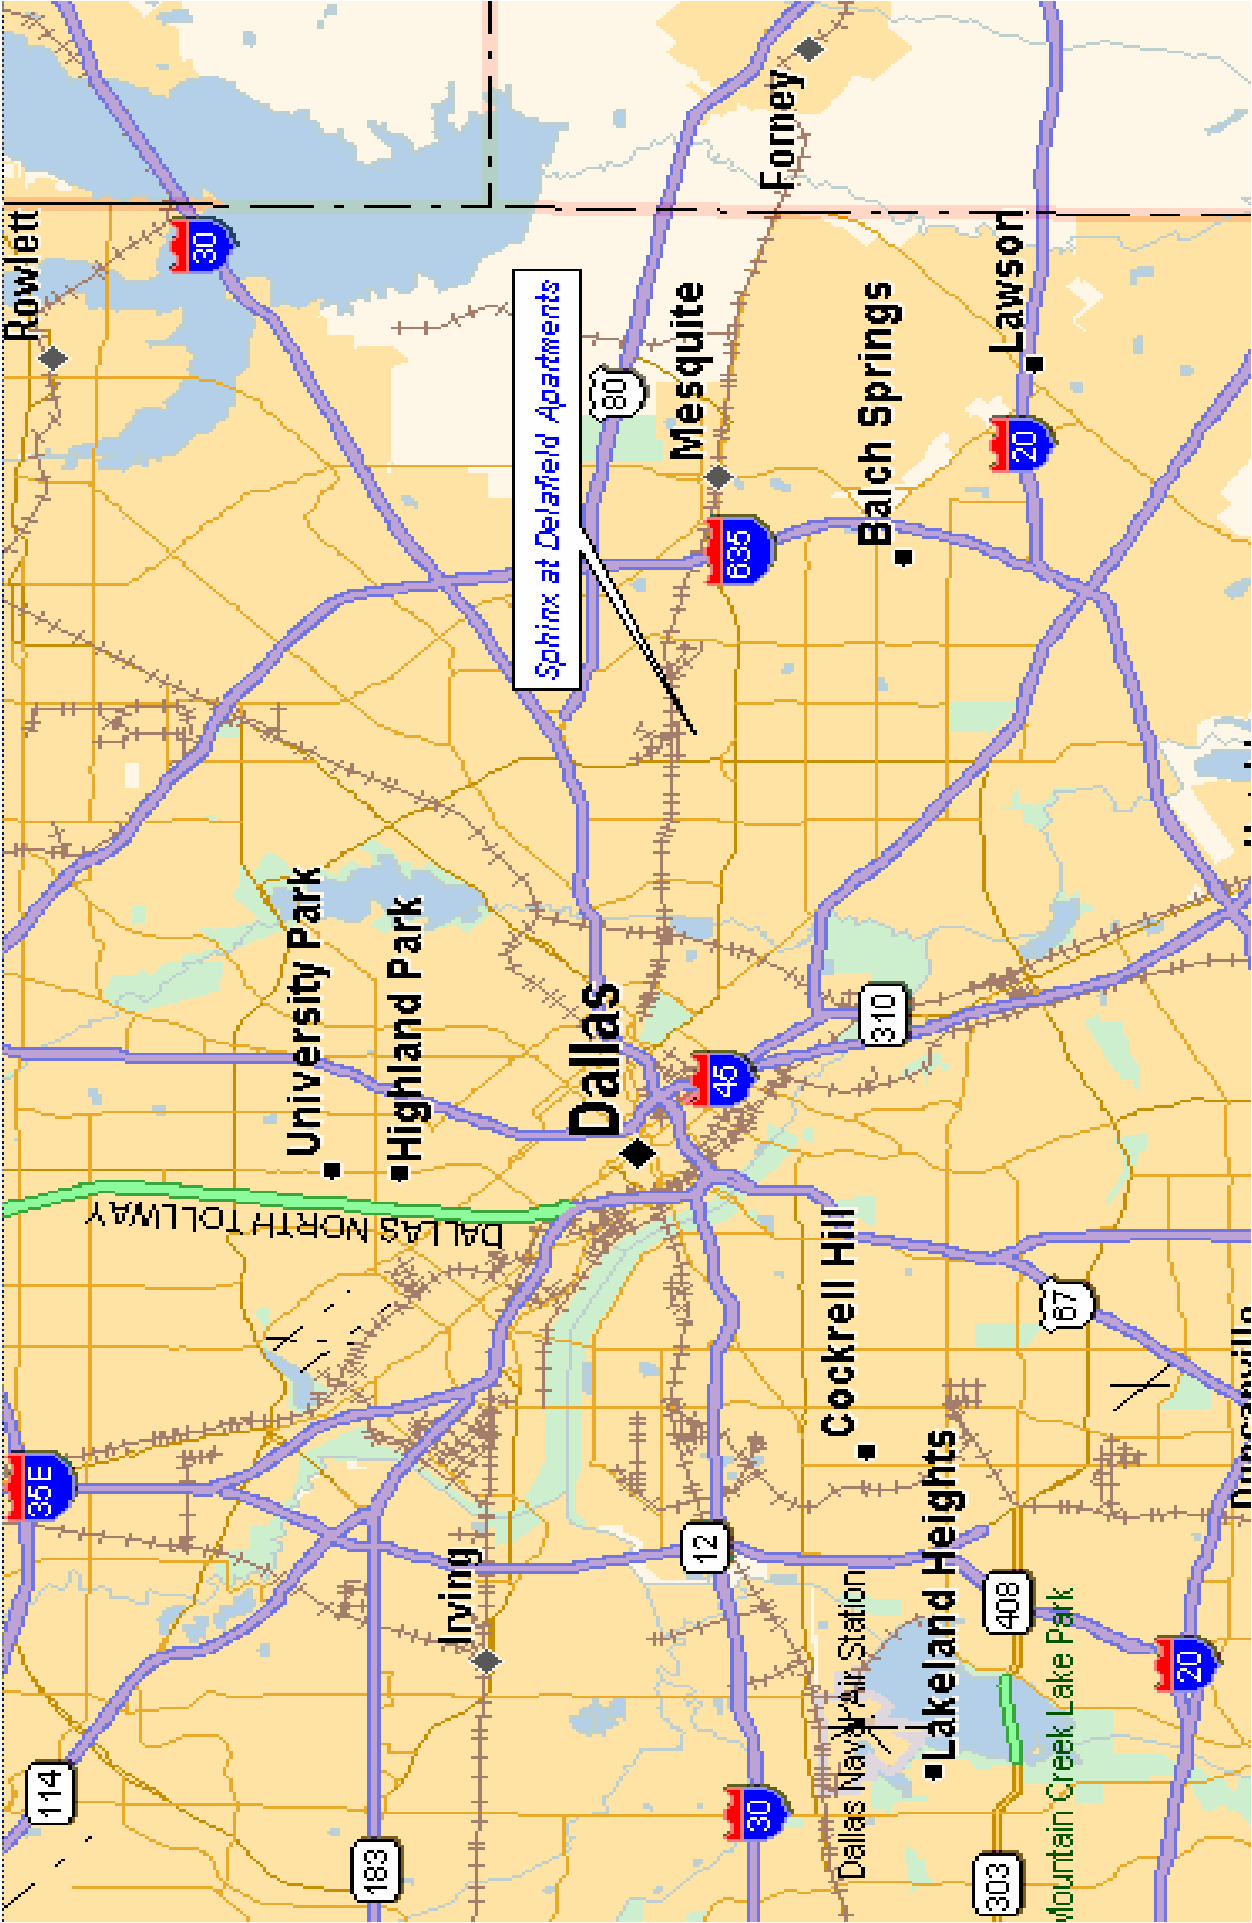 Rowlett
30
Forney
Sphinx at Delafield Apartments
80
Mesquite
Lawson
Balch Springs
20
635
University Park
Highland Park
Dallas
310
45
DALLAS NORTH TOLLWAY
Cockrell Hill
67
35E
Irving
12
Lakeland Heights
408
Dallas Naval Air Station
20
Mountain Creek Lake Park
114
183
30
303